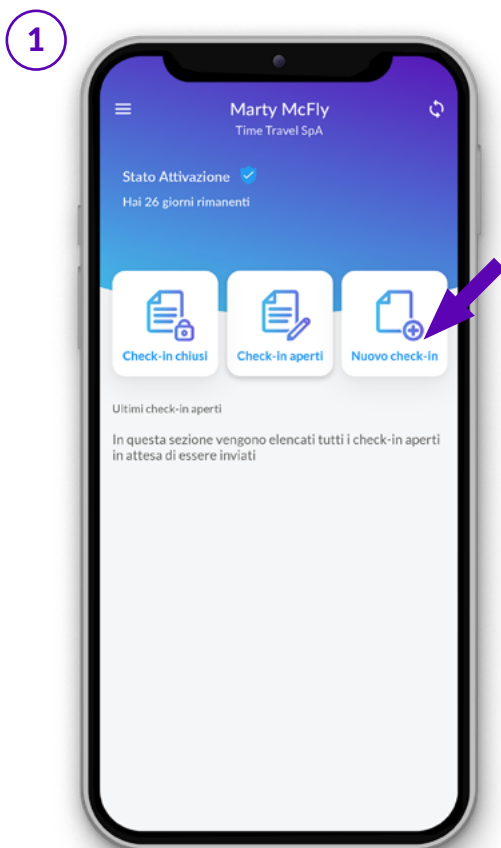 1
Marty McFly
Time Travel SpA
Stato Attivazione
Hai 26 giorni rimanenti
Check-in chiusi
Check-in aperti
Nuovo check-in
Ultimi check-in aperti
In questa sezione vengono elencati tutti i check-in aperti
in attesa di essere inviati